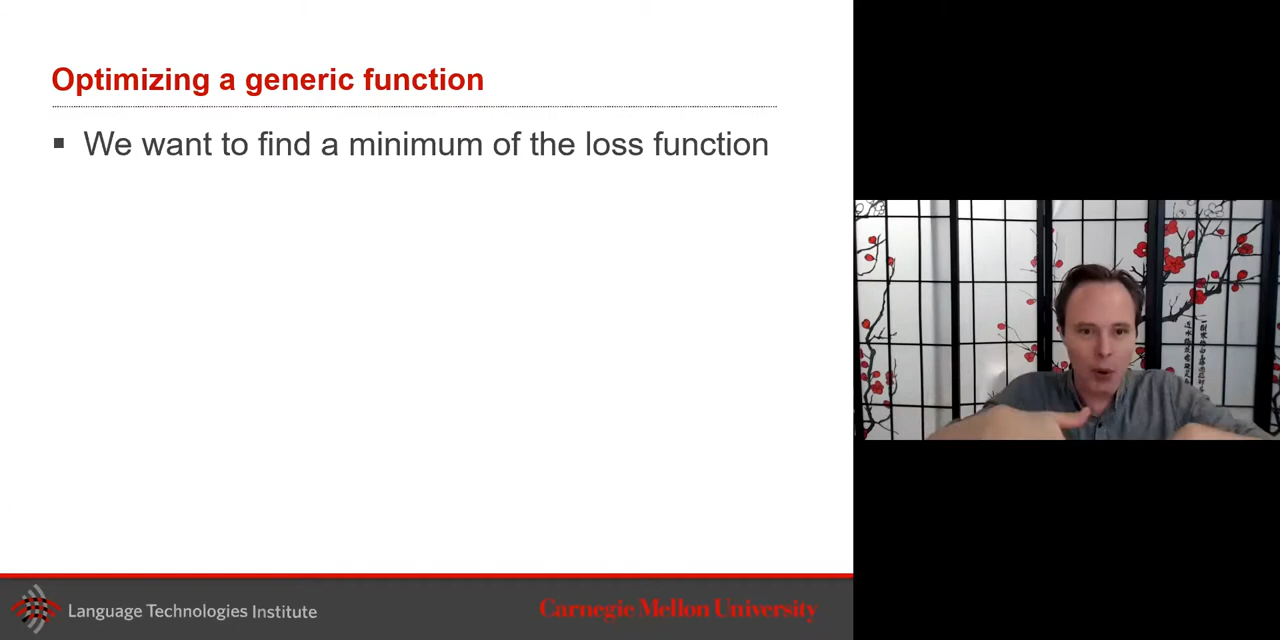 Optimizing a generic function
▪ We want to find a minimum of the loss function
Language Technologies Institute
Carnegie Mellon University